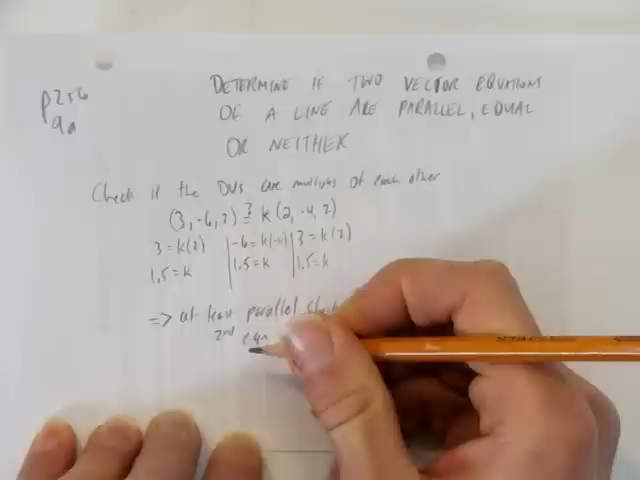 p256
9a
DETERMINE IF TWO VECTOR EQUATIONS
OF A LINE ARE PARALLEL, EQUAL
OR NEITHER
Check if the DVs are multiples of each other
(3, -6, 3) ≟ k (2, -4, 2)
3 = k(2) | -6 = k(-4) | 3 = k(2)
1.5 = k | 1.5 = k | 1.5 = k
=> at least parallel
2nd eqn